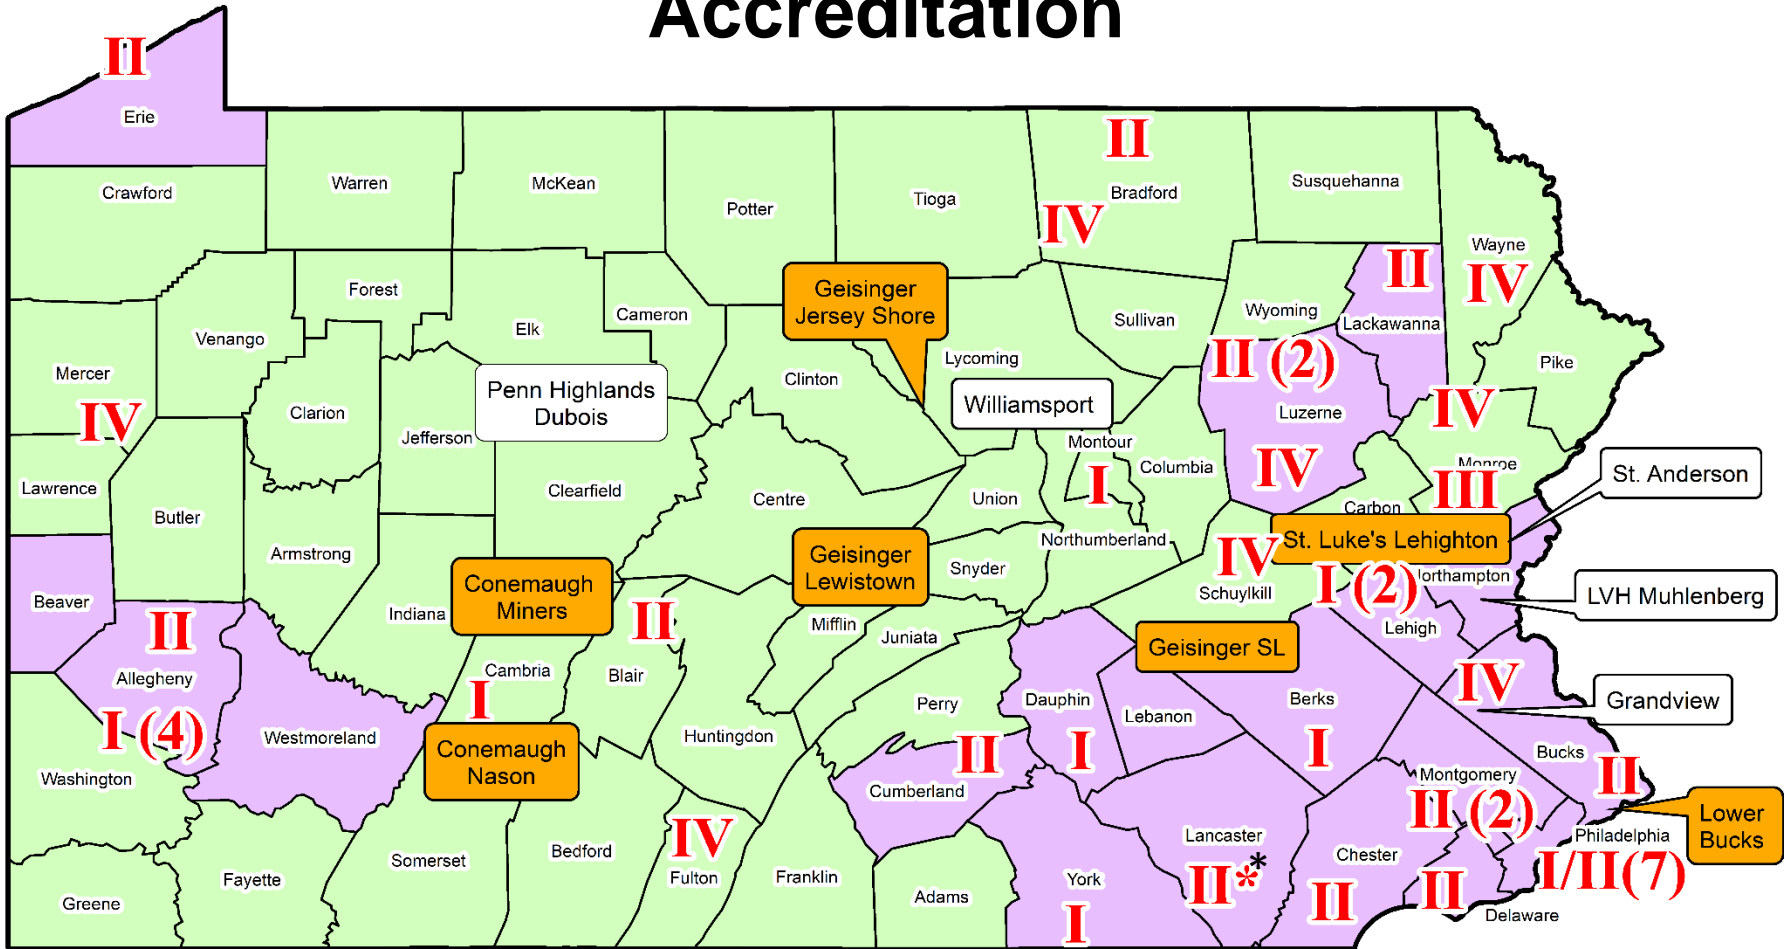 Accreditation
II
Erie
Crawford
Warren
McKean
Potter
Tioga
II
Bradford
IV
Susquehanna
Wayne
IV
II
Lackawanna
Wyoming
Sullivan
Pike
Forest
Venango
Elk
Cameron
Geisinger
Jersey Shore
Lycoming
Clinton
Mercer
IV
Clarion
Jefferson
Penn Highlands
Dubois
Williamsport
II (2)
Luzerne
IV
IV
Monroe
III
Montour
I
Columbia
Lawrence
Butler
Armstrong
Clearfield
Centre
Union
Northumberland
Snyder
Carbon
St. Luke's Lehighton
St. Anderson
IV
Schuylkill
I (2)
Northampton
Lehigh
LVH Muhlenberg
Beaver
II
Allegheny
I (4)
Indiana
Conemaugh
Miners
Geisinger
Lewistown
Mifflin
Juniata
II
Blair
Cambria
I
Geisinger SL
IV
Grandview
Perry
Dauphin
I
Lebanon
Berks
I
Bucks
II
Westmoreland
Conemaugh
Nason
Huntingdon
Washington
Cumberland
II
Montgomery
II (2)
Philadelphia
I/II(7)
Lower
Bucks
Greene
Fayette
Somerset
Bedford
IV
Fulton
Franklin
Adams
York
I
Lancaster
II**
Chester
II
II
Delaware